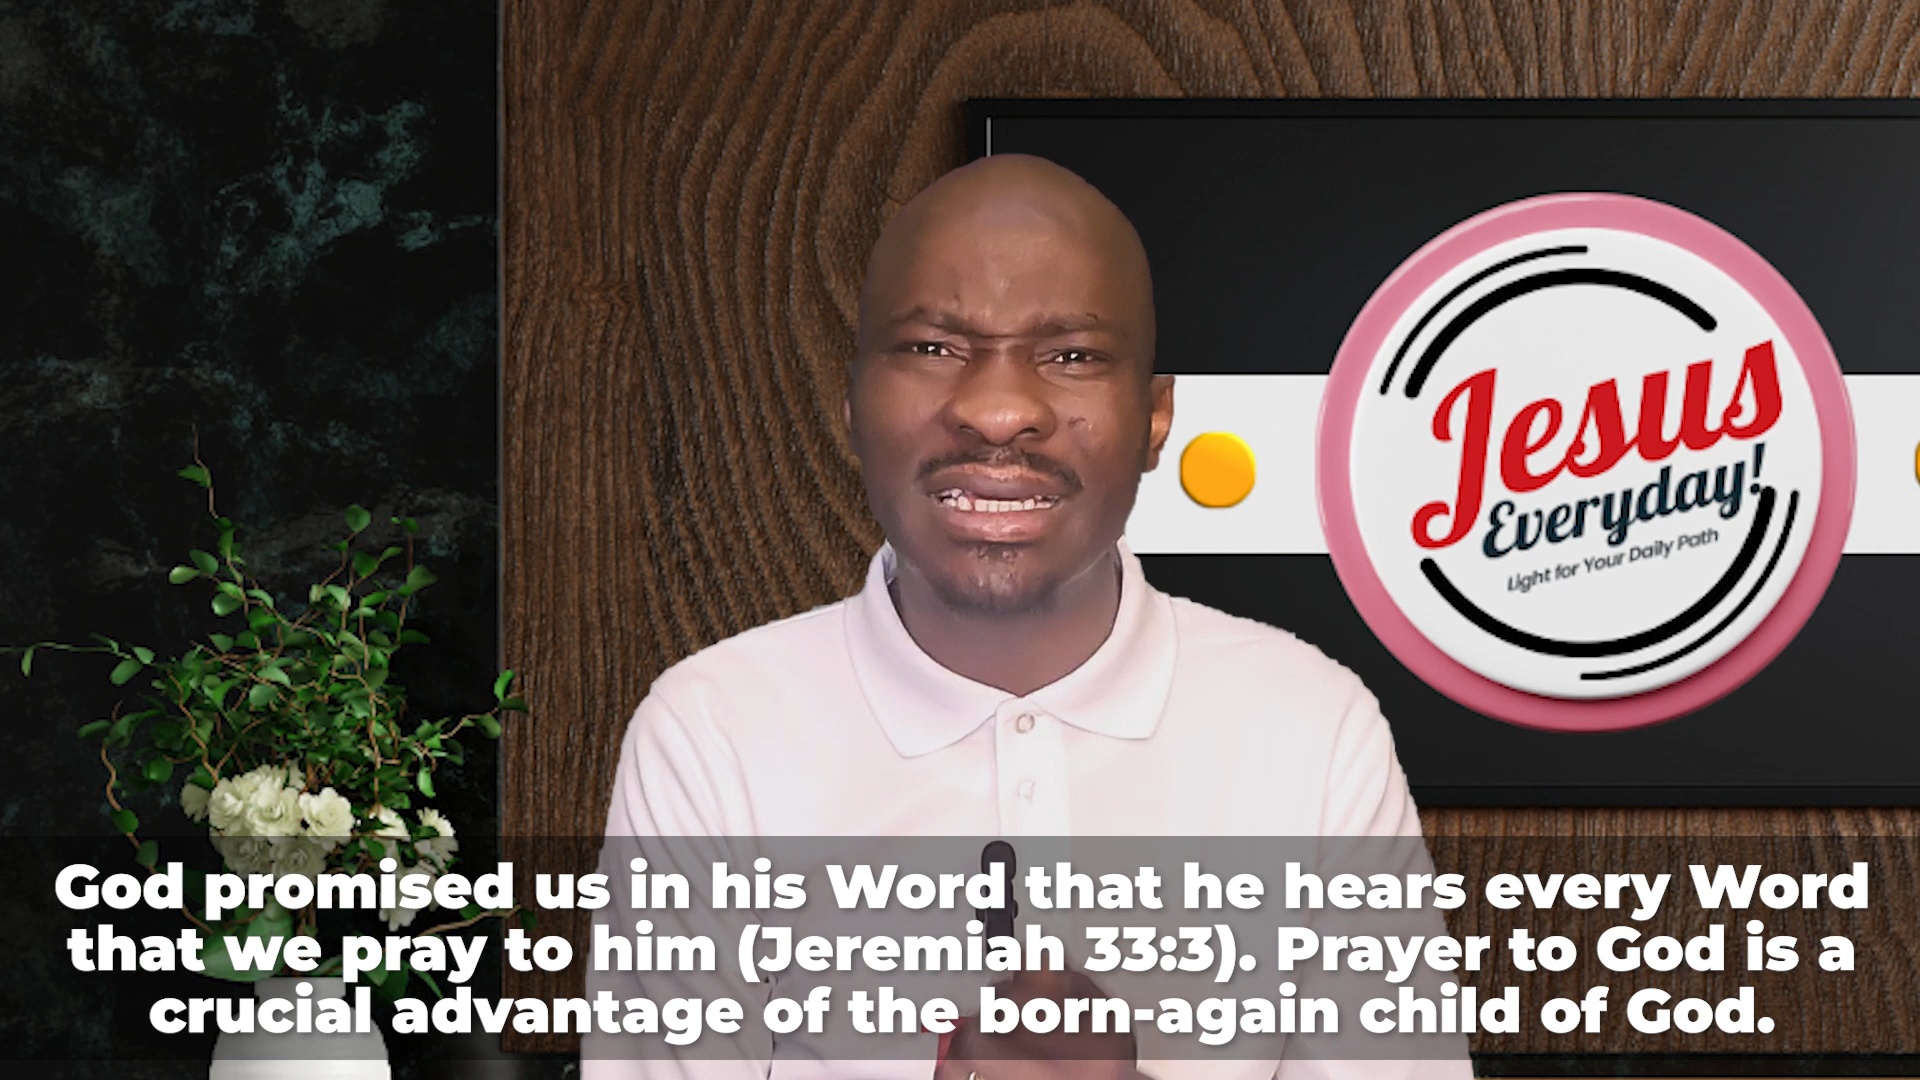 Jesus
Everyday!
Light for Your Daily Path
God promised us in his Word that he hears every Word
that we pray to him (Jeremiah 33:3). Prayer to God is a
crucial advantage of the born-again child of God.